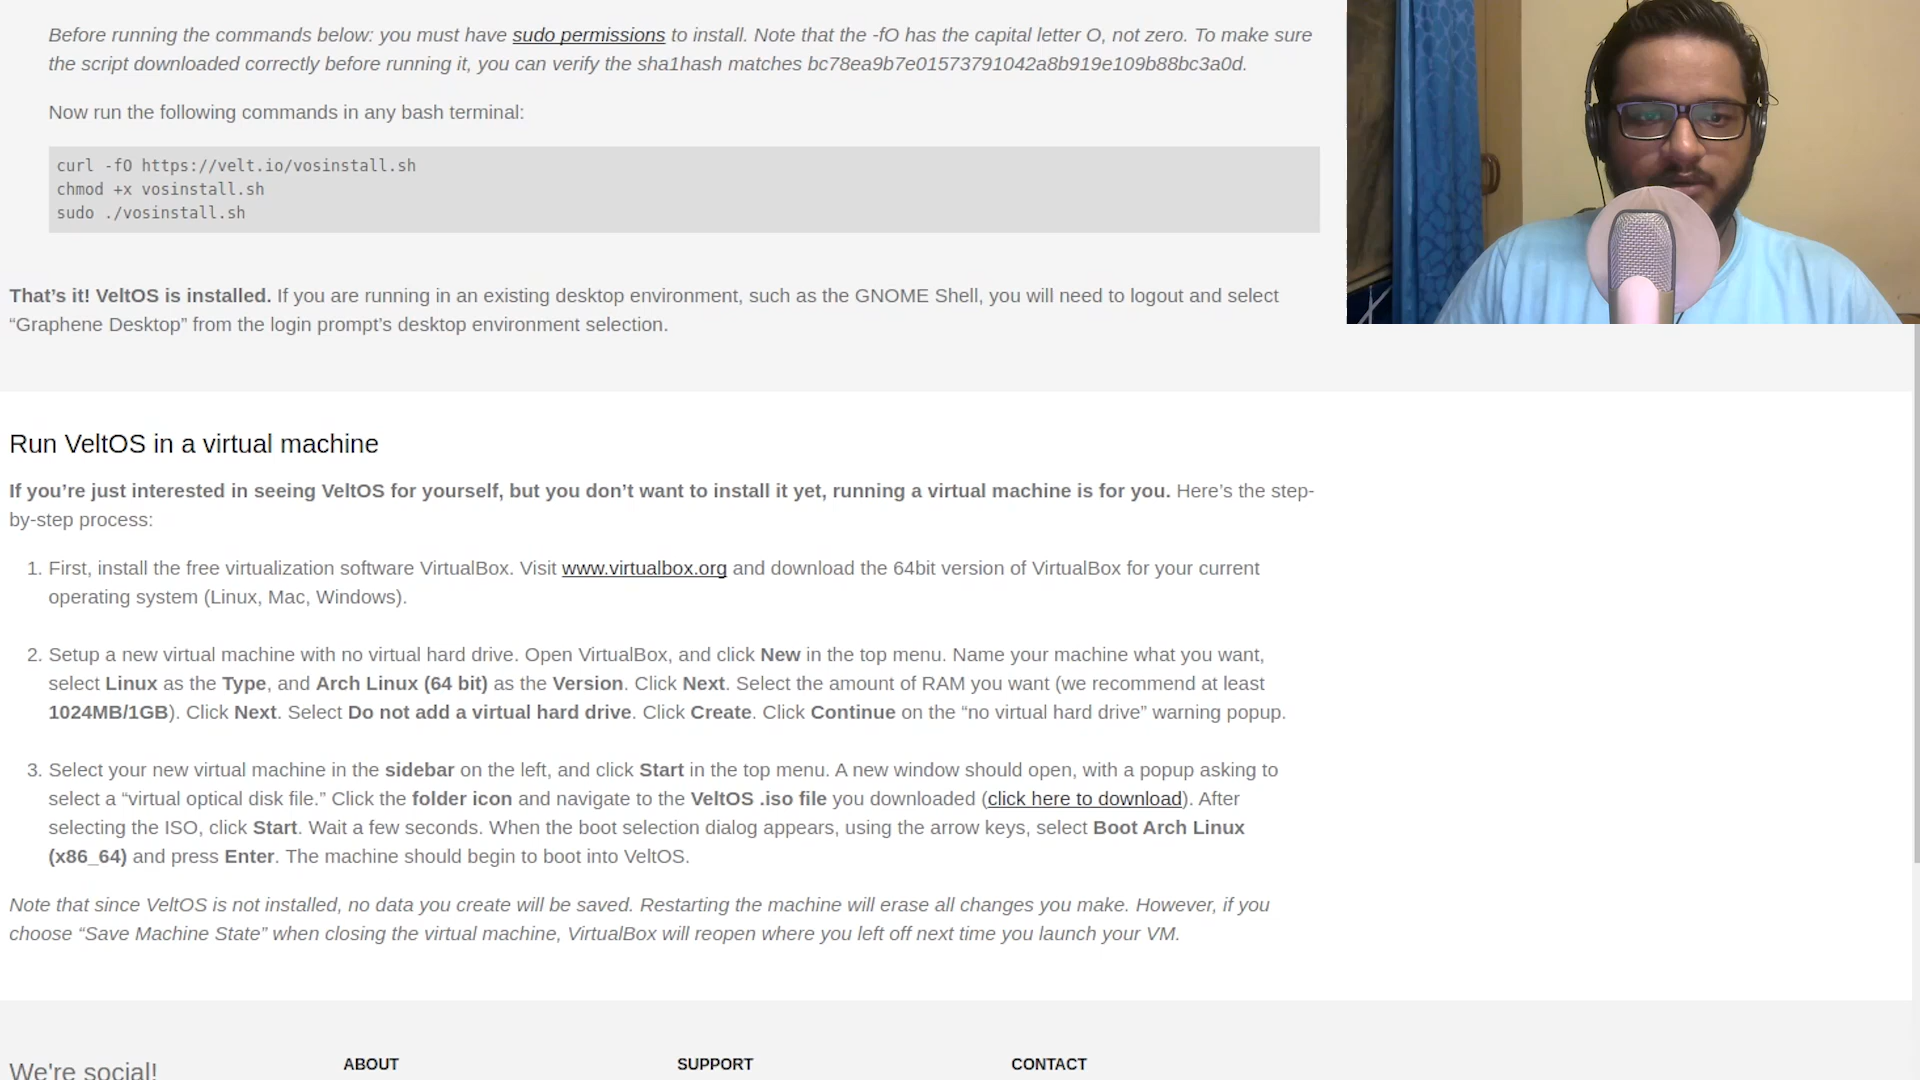 Before running the commands below: you must have sudo permissions to install. Note that the -fO has the capital letter O, not zero. To make sure
the script downloaded correctly before running it, you can verify the sha1hash matches bc78ea9b7e01573791042a8b919e109b88bc3a0d.
Now run the following commands in any bash terminal:
curl -fO https://velt.io/vosinstall.sh
chmod +x vosinstall.sh
sudo ./vosinstall.sh
That’s it! VeltOS is installed. If you are running in an existing desktop environment, such as the GNOME Shell, you will need to logout and select
“Graphene Desktop” from the login prompt’s desktop environment selection.
Run VeltOS in a virtual machine
If you’re just interested in seeing VeltOS for yourself, but you don’t want to install it yet, running a virtual machine is for you. Here’s the step-
by-step process:
1. First, install the free virtualization software VirtualBox. Visit www.virtualbox.org and download the 64bit version of VirtualBox for your current
operating system (Linux, Mac, Windows).
2. Setup a new virtual machine with no virtual hard drive. Open VirtualBox, and click New in the top menu. Name your machine what you want,
select Linux as the Type, and Arch Linux (64 bit) as the Version. Click Next. Select the amount of RAM you want (we recommend at least
1024MB/1GB). Click Next. Select Do not add a virtual hard drive. Click Create. Click Continue on the “no virtual hard drive” warning popup.
3. Select your new virtual machine in the sidebar on the left, and click Start in the top menu. A new window should open, with a popup asking to
select a “virtual optical disk file.” Click the folder icon and navigate to the VeltOS .iso file you downloaded (click here to download). After
selecting the ISO, click Start. Wait a few seconds. When the boot selection dialog appears, using the arrow keys, select Boot Arch Linux
(x86_64) and press Enter. The machine should begin to boot into VeltOS.
Note that since VeltOS is not installed, no data you create will be saved. Restarting the machine will erase all changes you make. However, if you
choose “Save Machine State” when closing the virtual machine, VirtualBox will reopen where you left off next time you launch your VM.
We're social!
ABOUT
SUPPORT
CONTACT